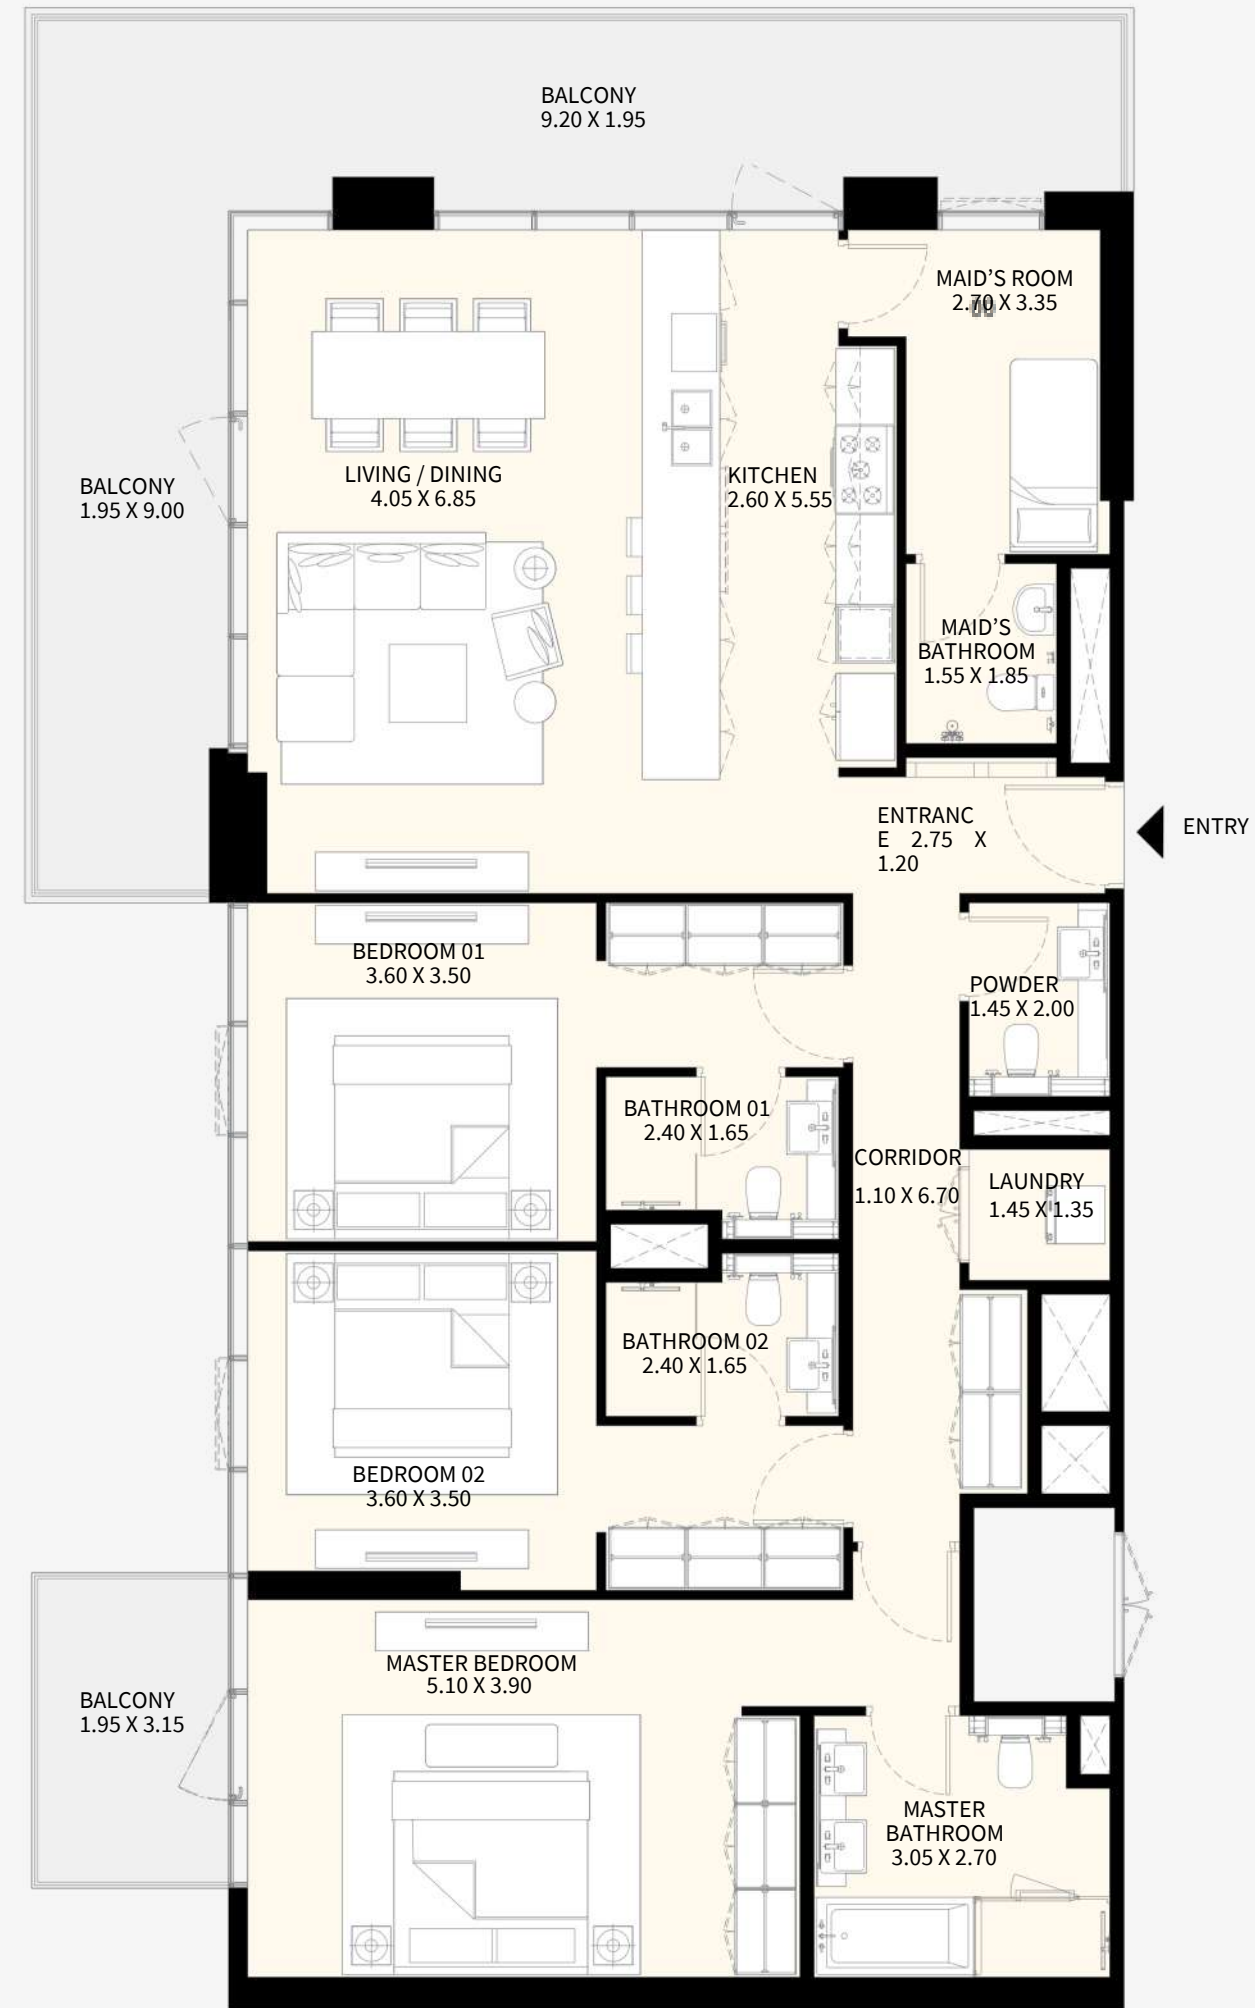 BALCONY
9.20 X 1.95
MAID’S ROOM
2.70 X 3.35
LIVING / DINING
4.05 X 6.85
KITCHEN
2.60 X 5.55
BALCONY
1.95 X 9.00
MAID’S
BATHROOM
1.55 X 1.85
ENTRANC
E 2.75 X
1.20
ENTRY
BEDROOM 01
3.60 X 3.50
POWDER
1.45 X 2.00
BATHROOM 01
2.40 X 1.65
CORRIDOR
1.10 X 6.70
LAUNDRY
1.45 X 1.35
BATHROOM 02
2.40 X 1.65
BEDROOM 02
3.60 X 3.50
MASTER BEDROOM
5.10 X 3.90
BALCONY
1.95 X 3.15
MASTER
BATHROOM
3.05 X 2.70